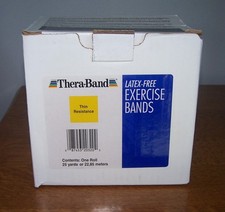 Thera-Band
LATEX-FREE
EXERCISE
BANDS
Thin
Resistance
Contents: One Roll
25 yards or 22.86 meters